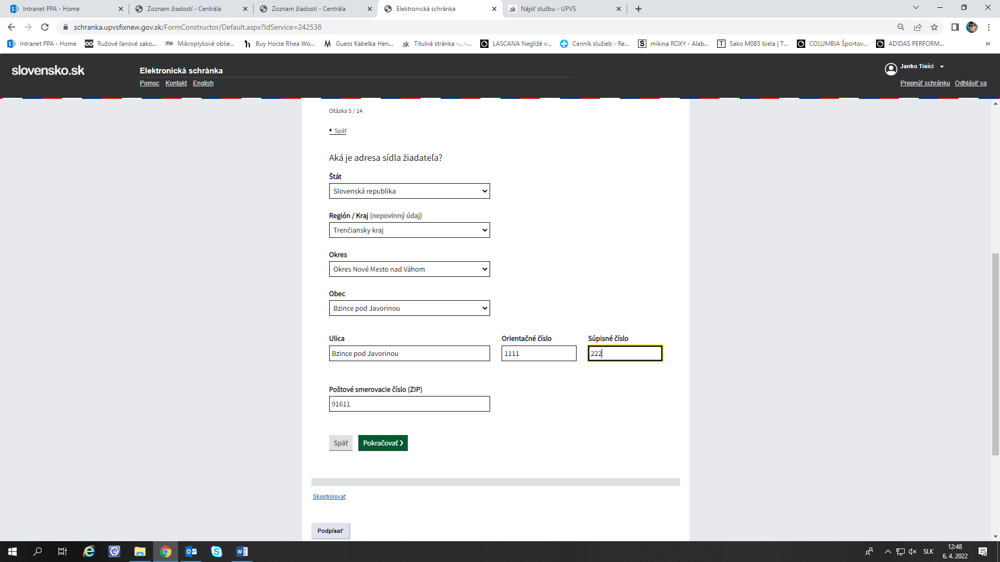 Intranet PPA - Home
Zoznam žiadostí - Centrála
Zoznam žiadostí - Centrála
Elektronická schránka
.sk Nájsť službu - UPVS
schranka.upvsfixnew.gov.sk/FormConstructor/Default.aspx?IdService=242538
Intranet PPA - Home
Ružové ľanové sako...
MK Mikroplyšové oblie...
h Buy Horze Rhea Wo...
M Guess Kabelka Hen...
.sk Titulná stránka -... -...
LASCANA Negližé v...
Cenník služieb - Re...
S mikina ROXY - Alab...
T Sako M085 biela | T...
COLUMBIA Športov...
ADIDAS PERFORM...
»
slovensko.sk
Elektronická schránka
Pomoc Kontakt English
Janko Tisíci
Prepnúť schránku Odhlásiť sa
Otázka 5 / 14
Späť
Aká je adresa sídla žiadateľa?
Štát
Slovenská republika
Región / Kraj (nepovinný údaj)
Trenčiansky kraj
Okres
Okres Nové Mesto nad Váhom
Obec
Bzince pod Javorinou
Ulica Orientačné číslo Súpisné číslo
Bzince pod Javorinou 1111 222
Poštové smerovacie číslo (ZIP)
91611
Späť Pokračovať
Skontrolovať
Podpísať
SLK
12:48
6. 4. 2022